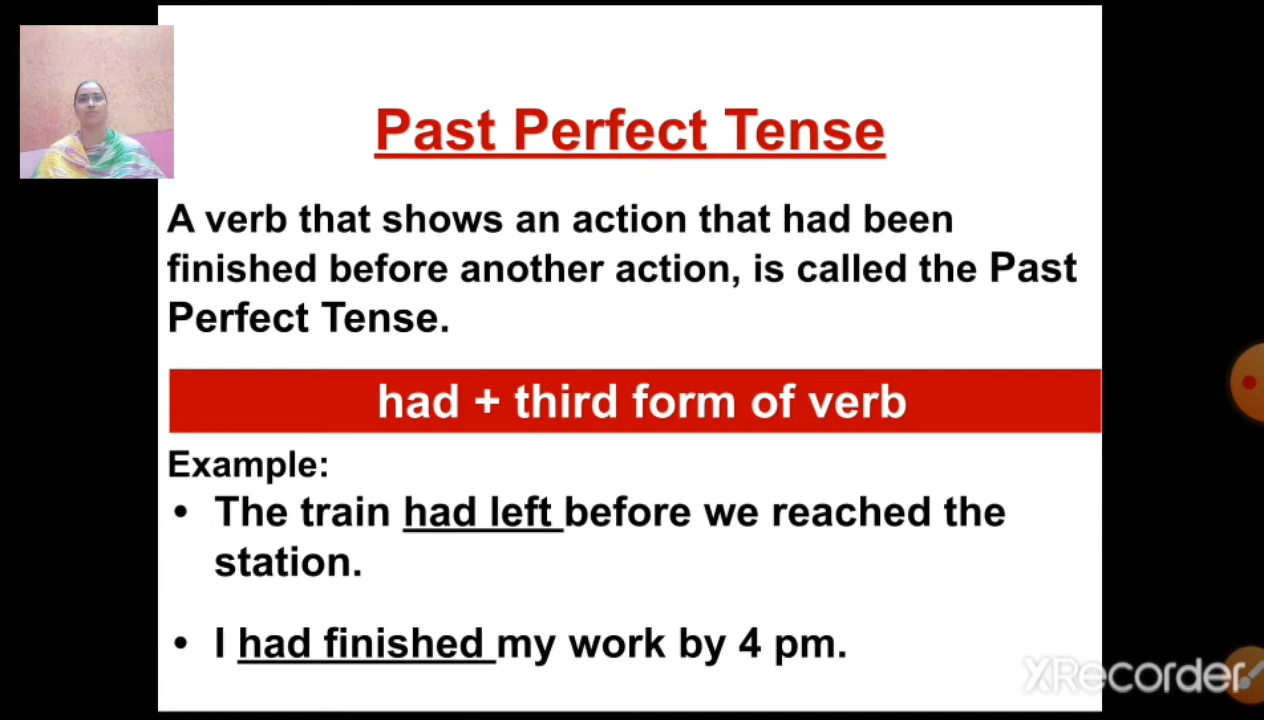 Past Perfect Tense
A verb that shows an action that had been
finished before another action, is called the Past
Perfect Tense.
had + third form of verb
Example:
• The train had left before we reached the
station.
• I had finished my work by 4 pm.
XRecorder